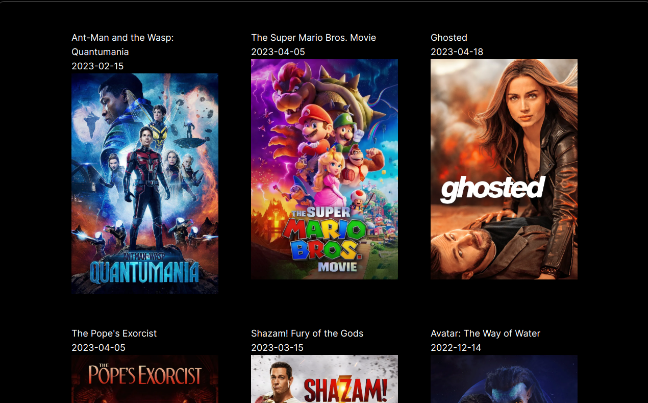 Ant-Man and the Wasp:
Quantumania
2023-02-15
ANT-MAN AND THE WASP
QUANTUMANIA
The Super Mario Bros. Movie
2023-04-05
THE SUPER
MARIO
BROS.
MOVIE
Ghosted
2023-04-18
ghosted
The Pope's Exorcist
2023-04-05
THE
POPE'S EXORCIST
Shazam! Fury of the Gods
2023-03-15
SHAZAM!
Avatar: The Way of Water
2022-12-14